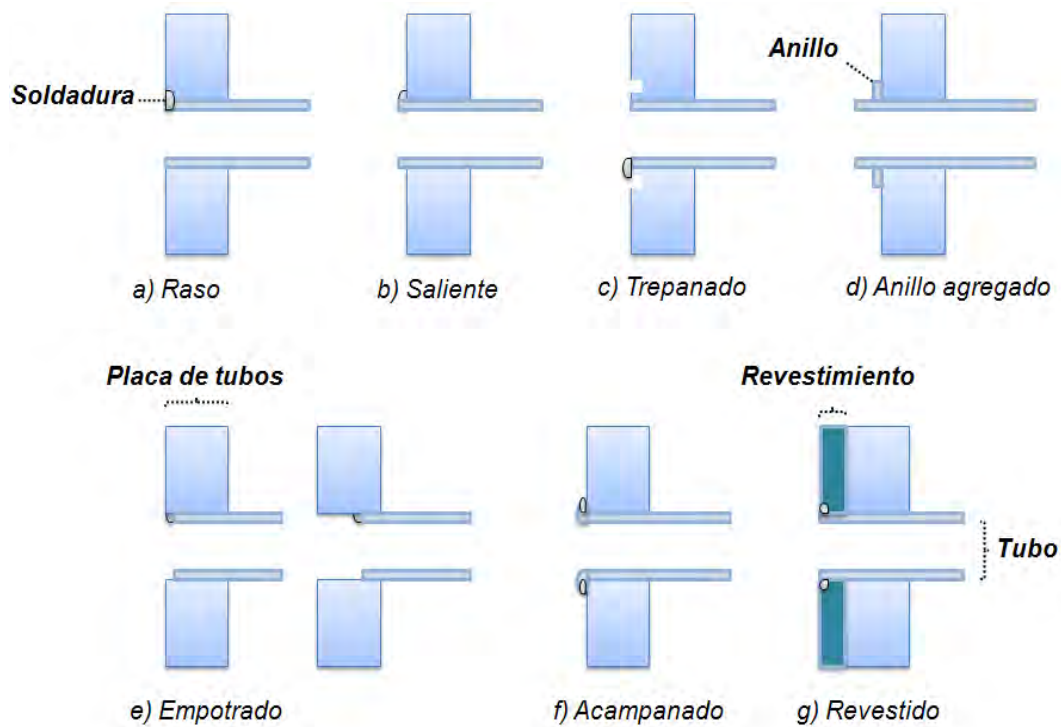 Anillo
Soldadura
a) Raso
b) Saliente
c) Trepanado
d) Anillo agregado
Placa de tubos
Revestimiento
Tubo
e) Empotrado
f) Acampanado
g) Revestido